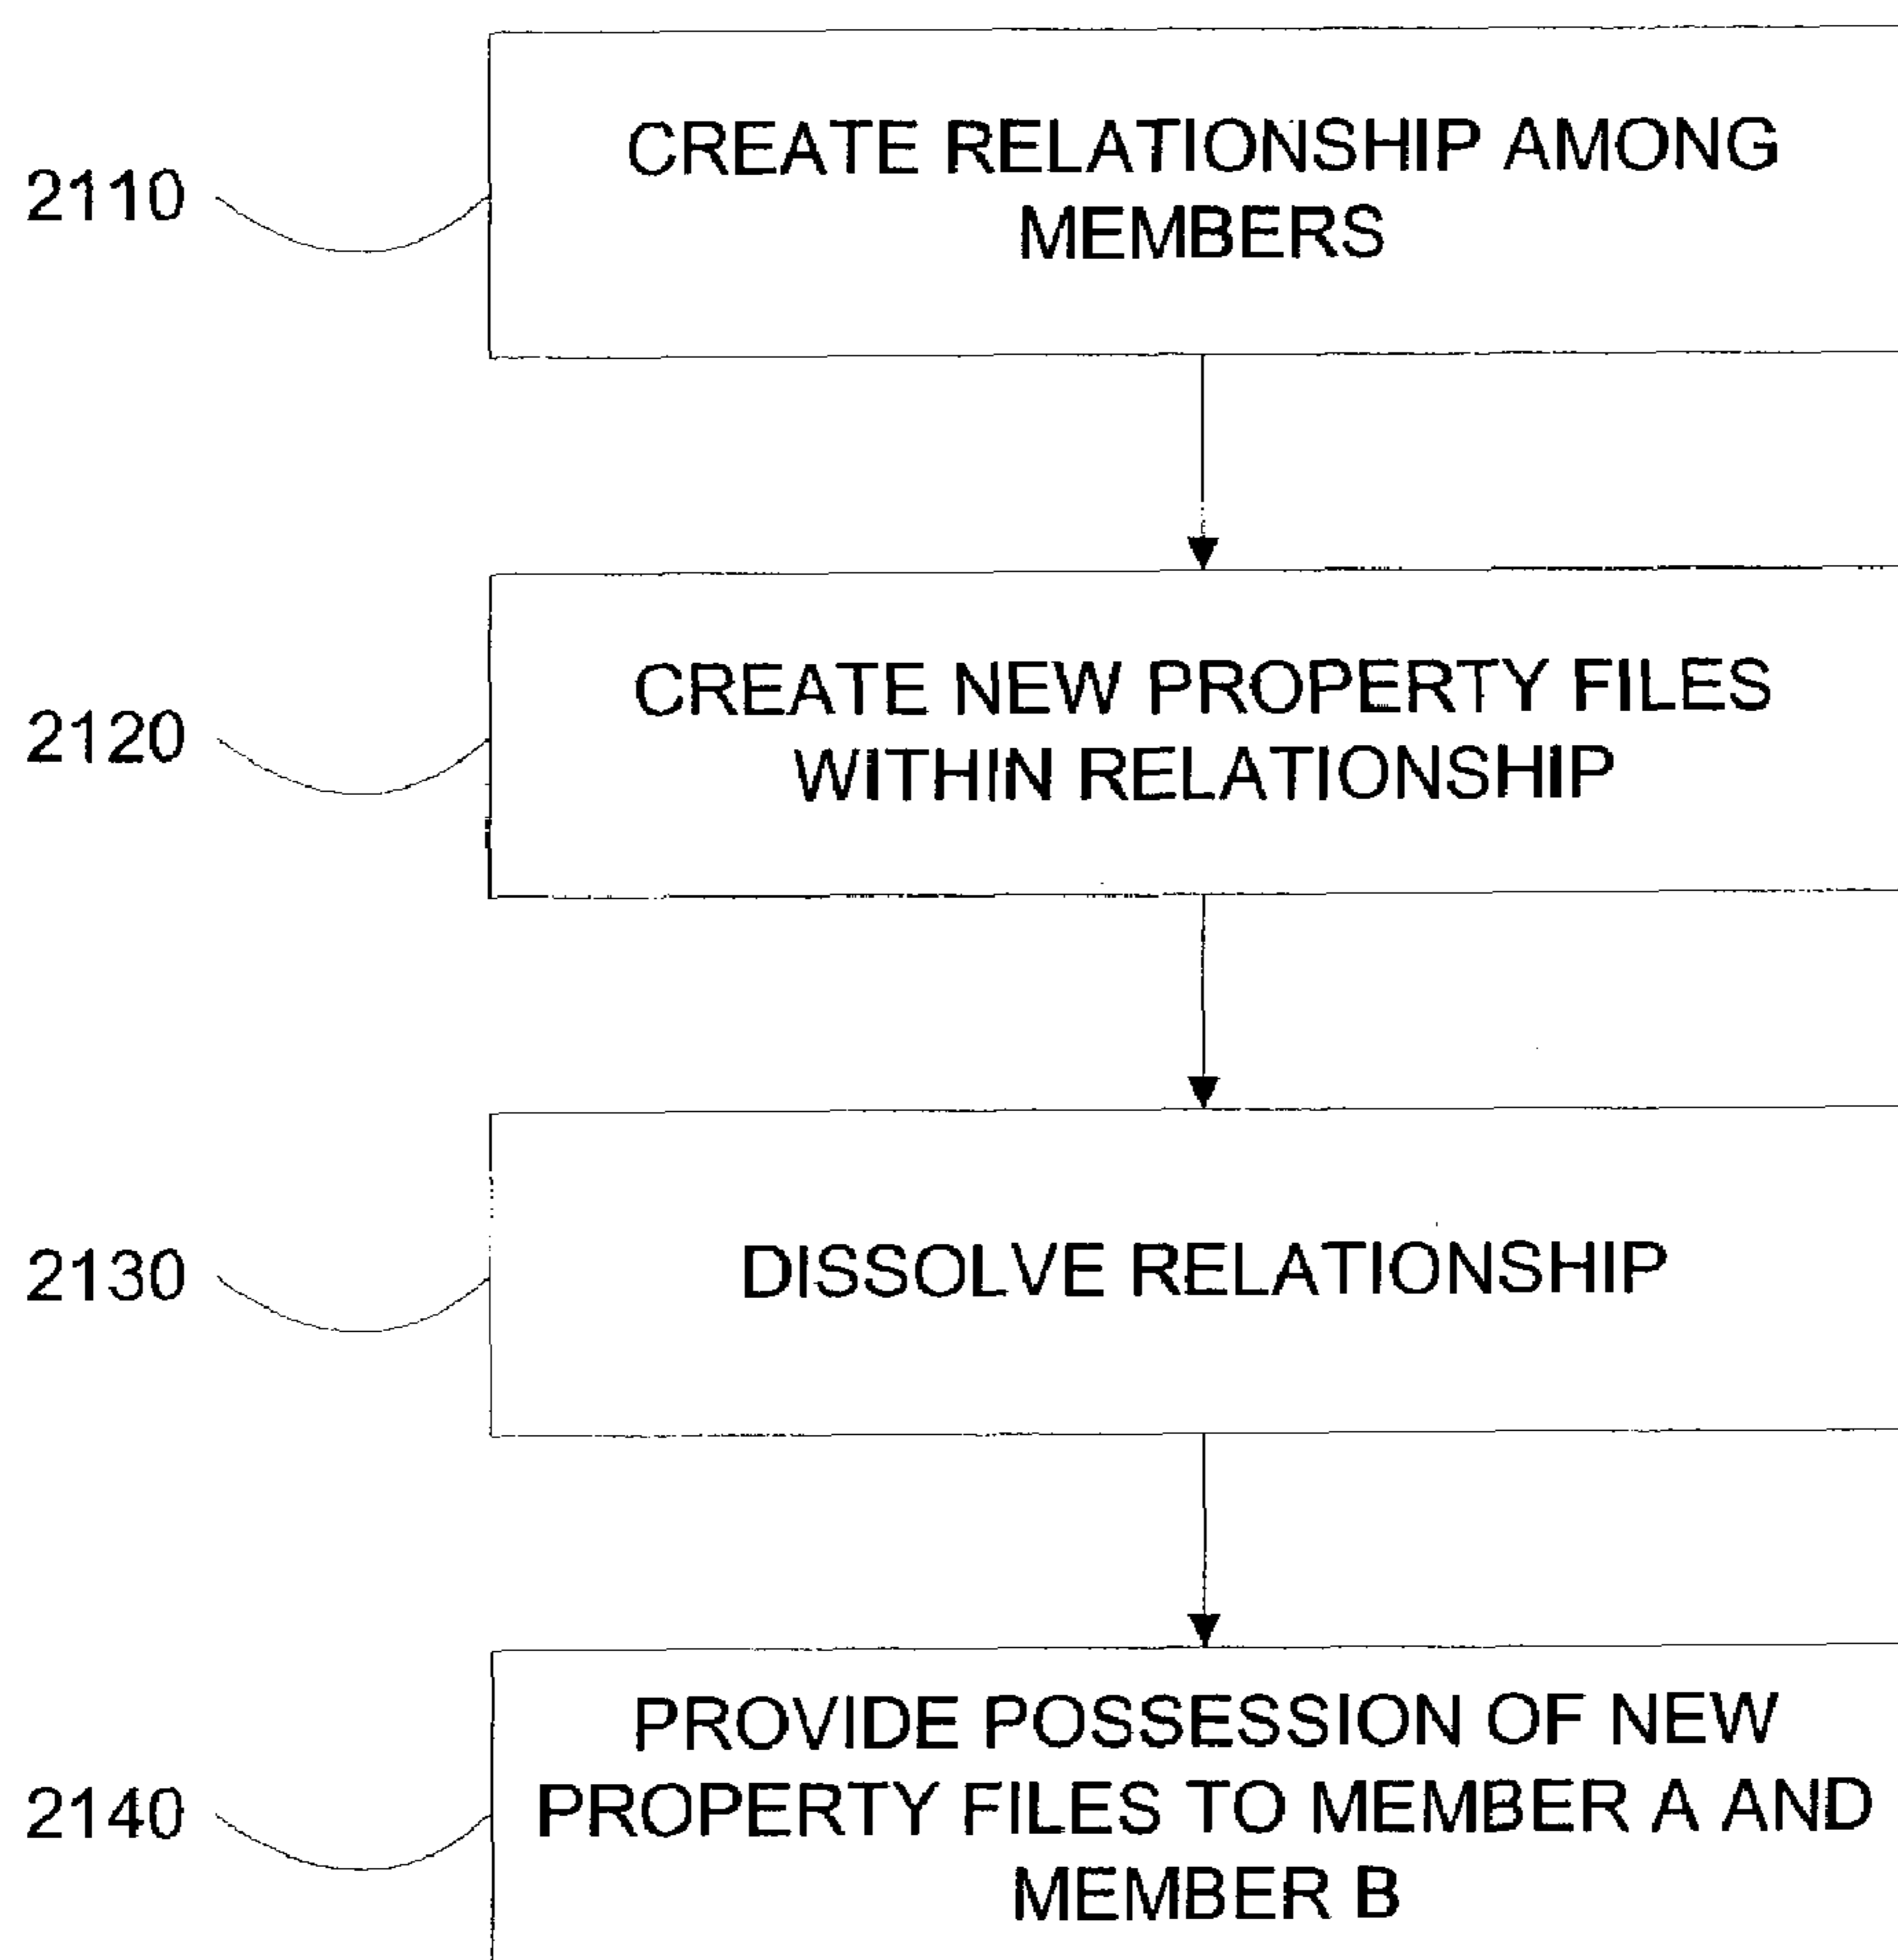 CREATE RELATIONSHIP AMONG
MEMBERS
2110
CREATE NEW PROPERTY FILES
WITHIN RELATIONSHIP
2120
DISSOLVE RELATIONSHIP
2130
PROVIDE POSSESSION OF NEW
PROPERTY FILES TO MEMBER A AND
MEMBER B
2140